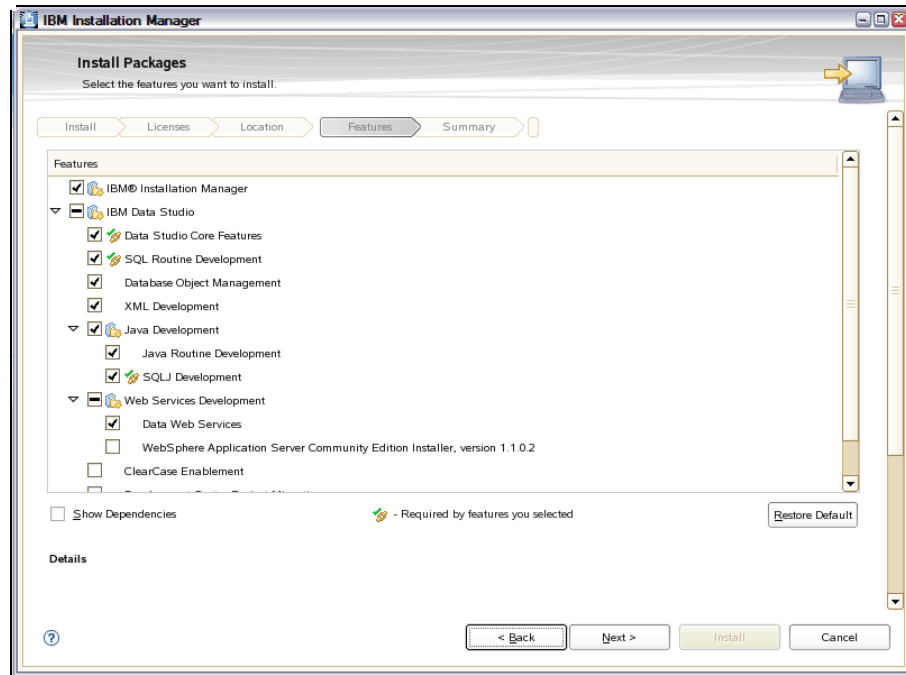 IBM Installation Manager
Install Packages
Select the features you want to install.
Install
Licenses
Location
Features
Summary
Features
IBM® Installation Manager
IBM Data Studio
Data Studio Core Features
SQL Routine Development
Database Object Management
XML Development
Java Development
Java Routine Development
SQLJ Development
Web Services Development
Data Web Services
WebSphere Application Server Community Edition Installer, version 1.1.0.2
ClearCase Enablement
Show Dependencies
- Required by features you selected
Restore Default
Details
< Back
Next >
Install
Cancel